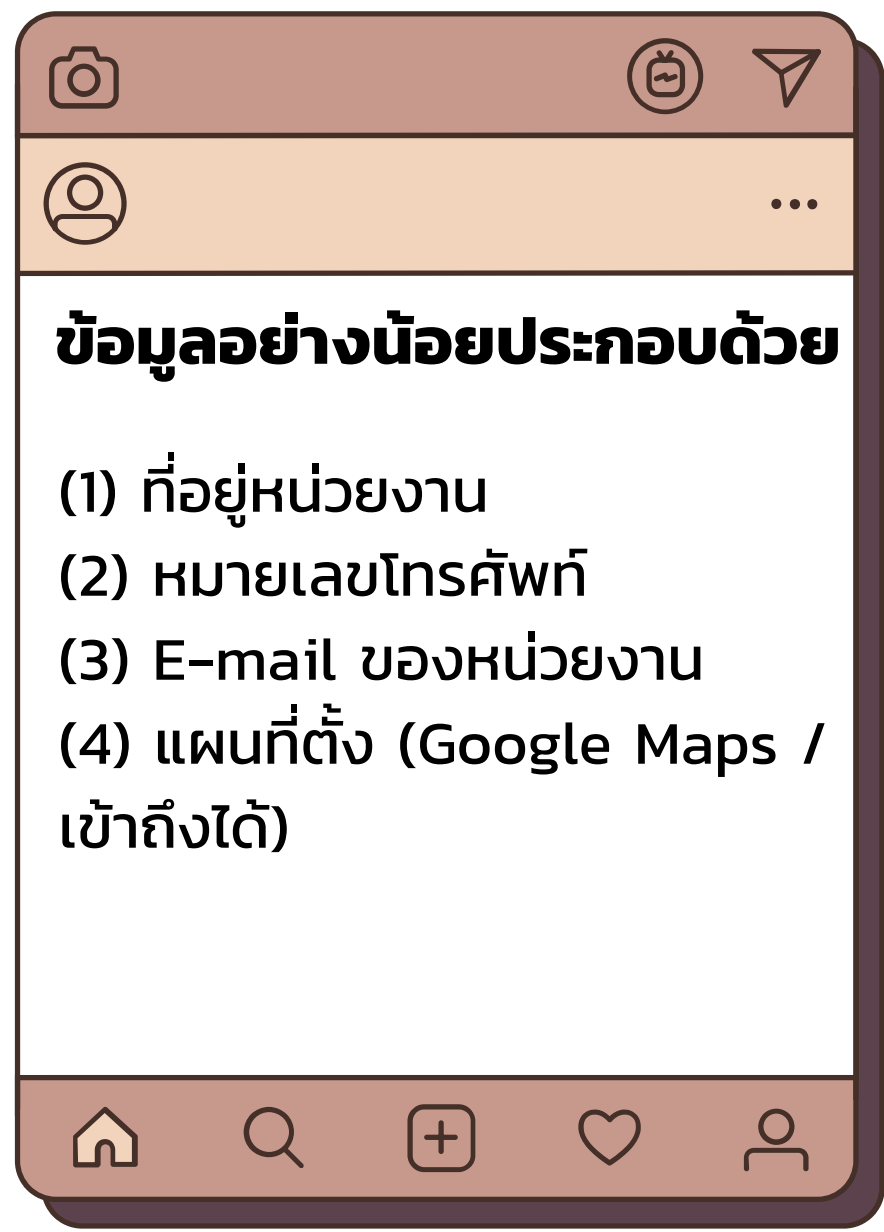 ข้อมูลอย่างน้อยประกอบด้วย
(1) ที่อยู่หน่วยงาน
(2) หมายเลขโทรศัพท์
(3) E-mail ของหน่วยงาน
(4) แผนที่ตั้ง (Google Maps /
เข้าถึงได้)